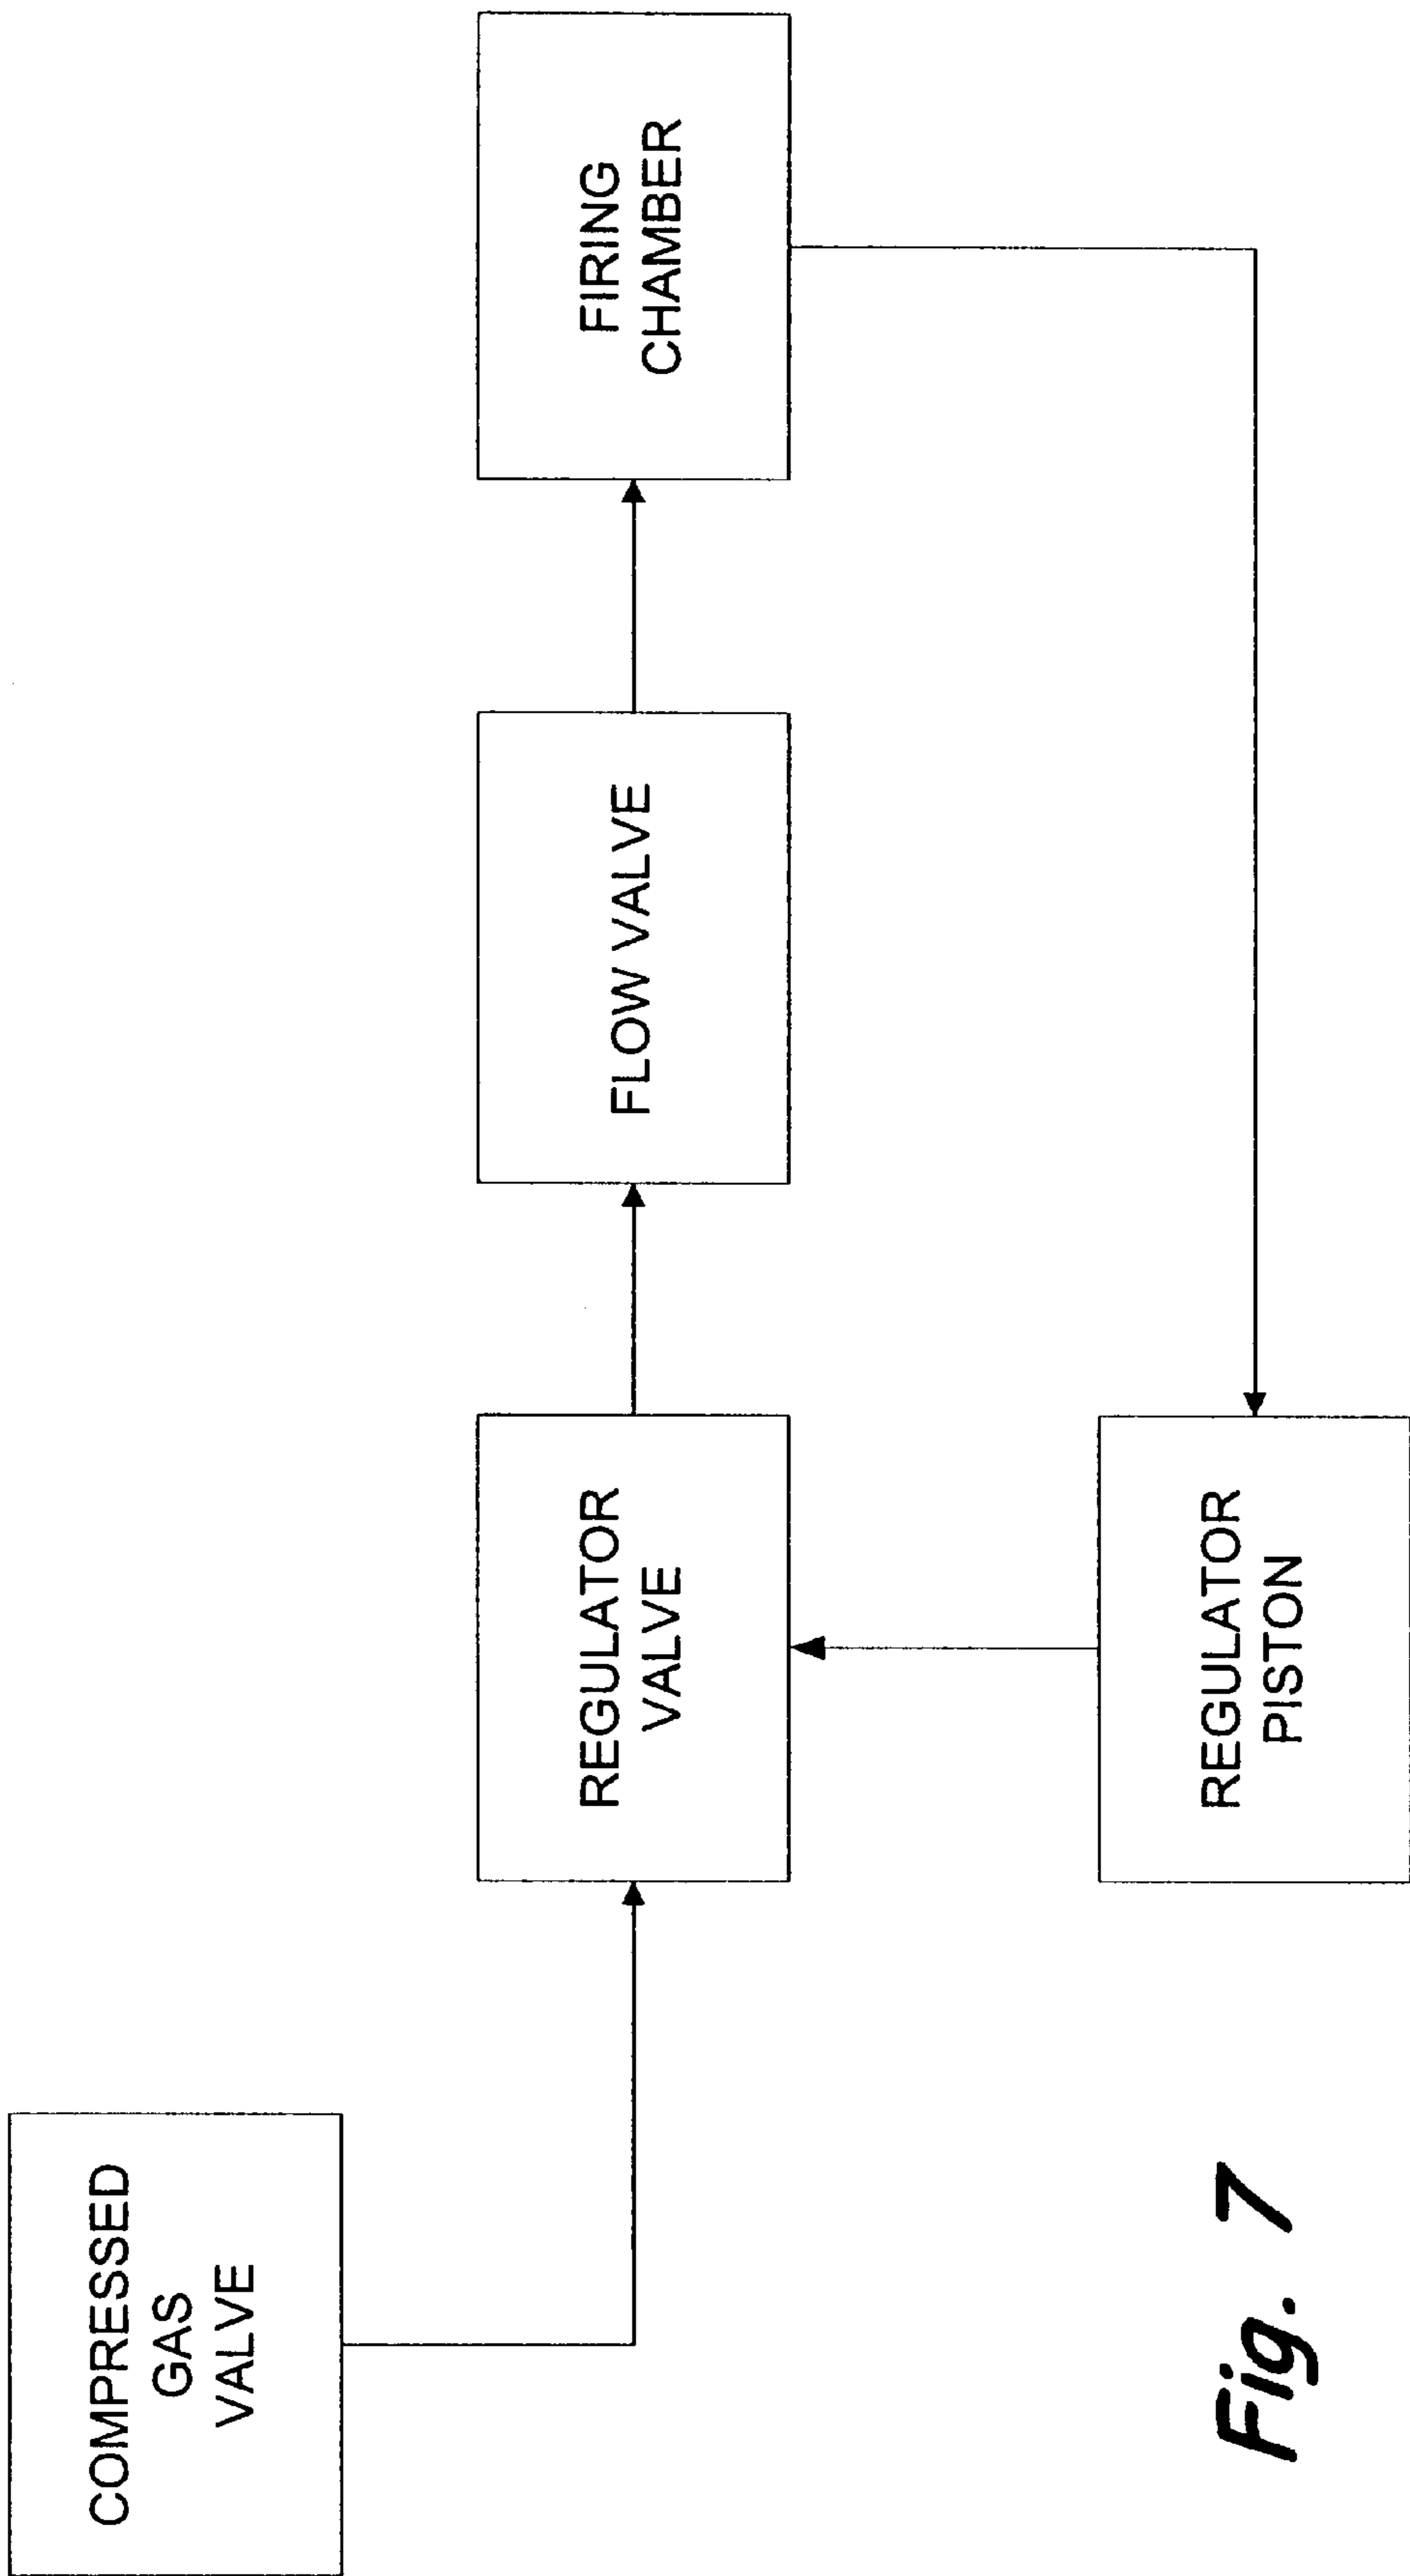 COMPRESSED
GAS
VALVE
REGULATOR
VALVE
FLOW VALVE
FIRING
CHAMBER
REGULATOR
PISTON
Fig. 7